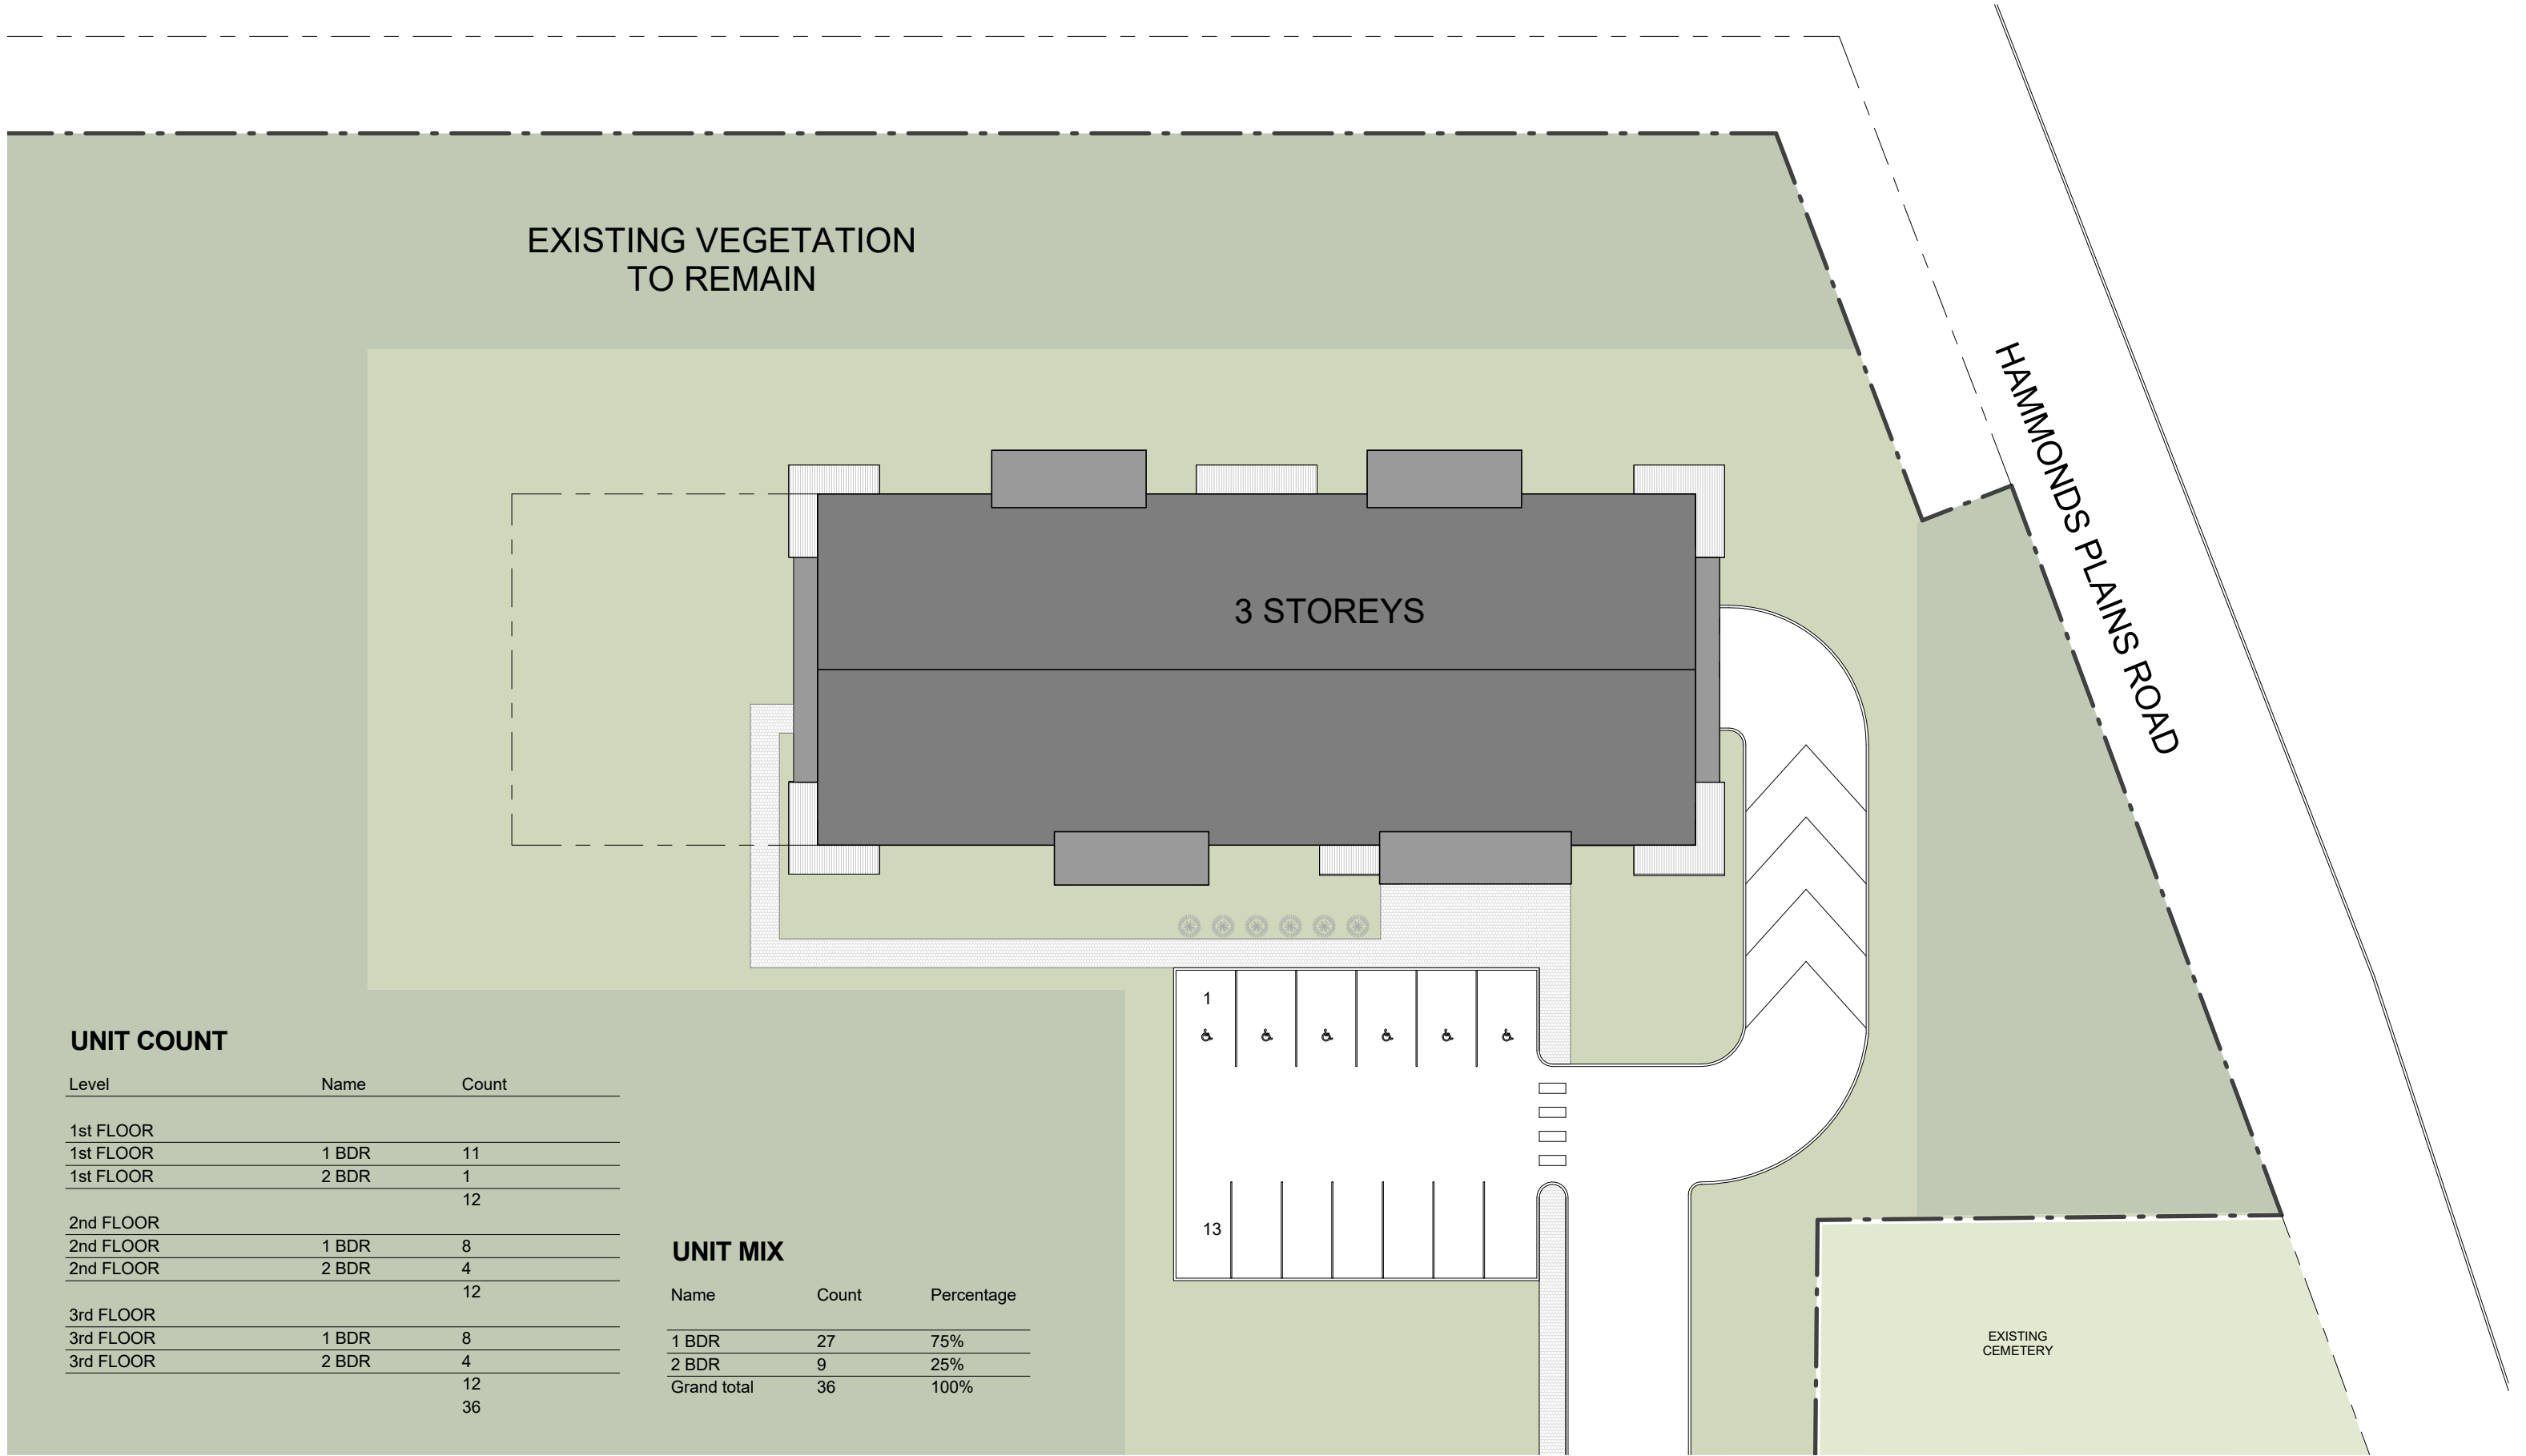 EXISTING VEGETATION
TO REMAIN
HAMMONDS PLAINS ROAD
3 STOREYS
1
13
UNIT COUNT
Level Name Count
1st FLOOR
1st FLOOR 1 BDR 11
1st FLOOR 2 BDR 1
12
2nd FLOOR
2nd FLOOR 1 BDR 8
2nd FLOOR 2 BDR 4
12
3rd FLOOR
3rd FLOOR 1 BDR 8
3rd FLOOR 2 BDR 4
12
36
UNIT MIX
Name Count Percentage
1 BDR 27 75%
2 BDR 9 25%
Grand total 36 100%
EXISTING
CEMETERY